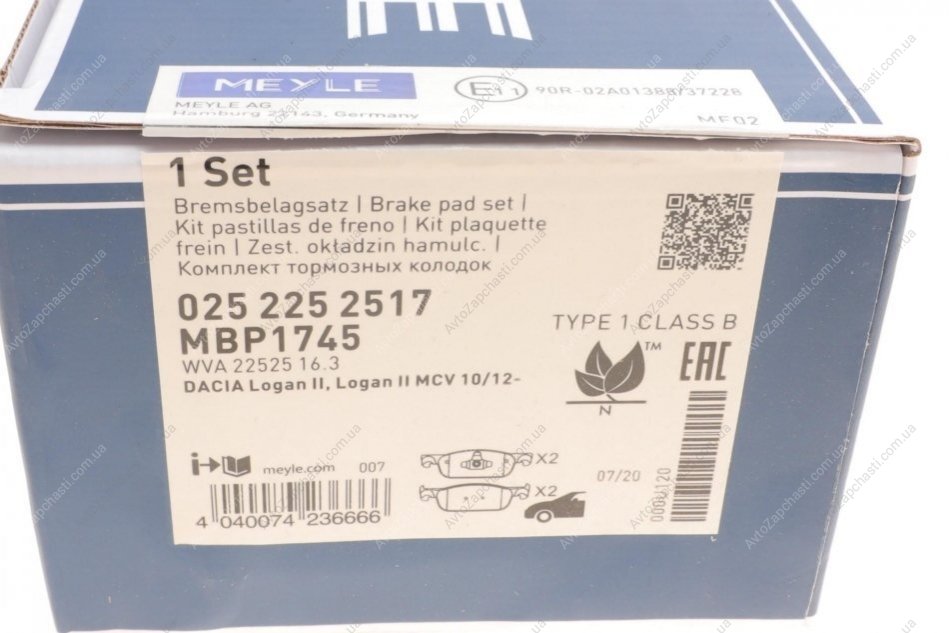 MEYLE
MEYLE AG
Hamburg 22143, Germany
E11
90R-02A01388/37228
MF02
1 Set
Bremsbelagsatz | Brake pad set |
Kit pastillas de freno | Kit plaquette
frein | Zest. okładzin hamulc. |
Комплект тормозных колодок
025 225 2517
MBP1745
WVA 22525 16.3
DACIA Logan II, Logan II MCV 10/12-
TYPE 1 CLASS B
TM
N
EAC
meyle.com 007
4 040074 236666
X2
X2
07/20
AvtoZapchasti.com.ua